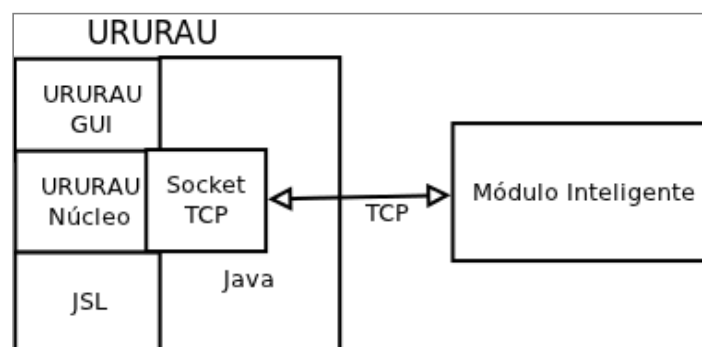 URURAU
URURAU
GUI
URURAU
Núcleo
Socket
TCP
TCP
Módulo Inteligente
Java
JSL